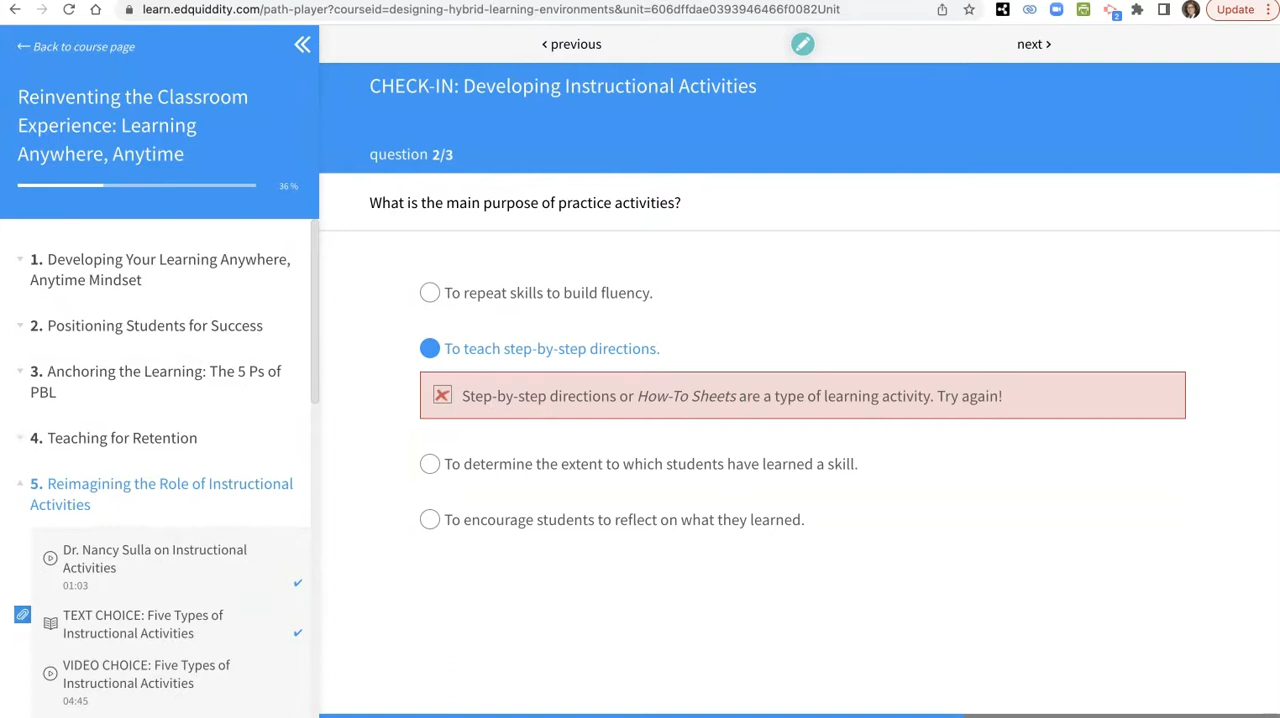 learn.edquiddity.com/path-player?courseid=designing-hybrid-learning-environments&unit=606dffdae0393946466f0082Unit
2
Update
← Back to course page
Reinventing the Classroom
Experience: Learning
Anywhere, Anytime
36 %
1. Developing Your Learning Anywhere,
Anytime Mindset
2. Positioning Students for Success
3. Anchoring the Learning: The 5 Ps of
PBL
4. Teaching for Retention
5. Reimagining the Role of Instructional
Activities
Dr. Nancy Sulla on Instructional
Activities
01:03
TEXT CHOICE: Five Types of
Instructional Activities
VIDEO CHOICE: Five Types of
Instructional Activities
04:45
‹ previous
next ›
CHECK-IN: Developing Instructional Activities
question 2/3
What is the main purpose of practice activities?
To repeat skills to build fluency.
To teach step-by-step directions.
Step-by-step directions or How-To Sheets are a type of learning activity. Try again!
To determine the extent to which students have learned a skill.
To encourage students to reflect on what they learned.